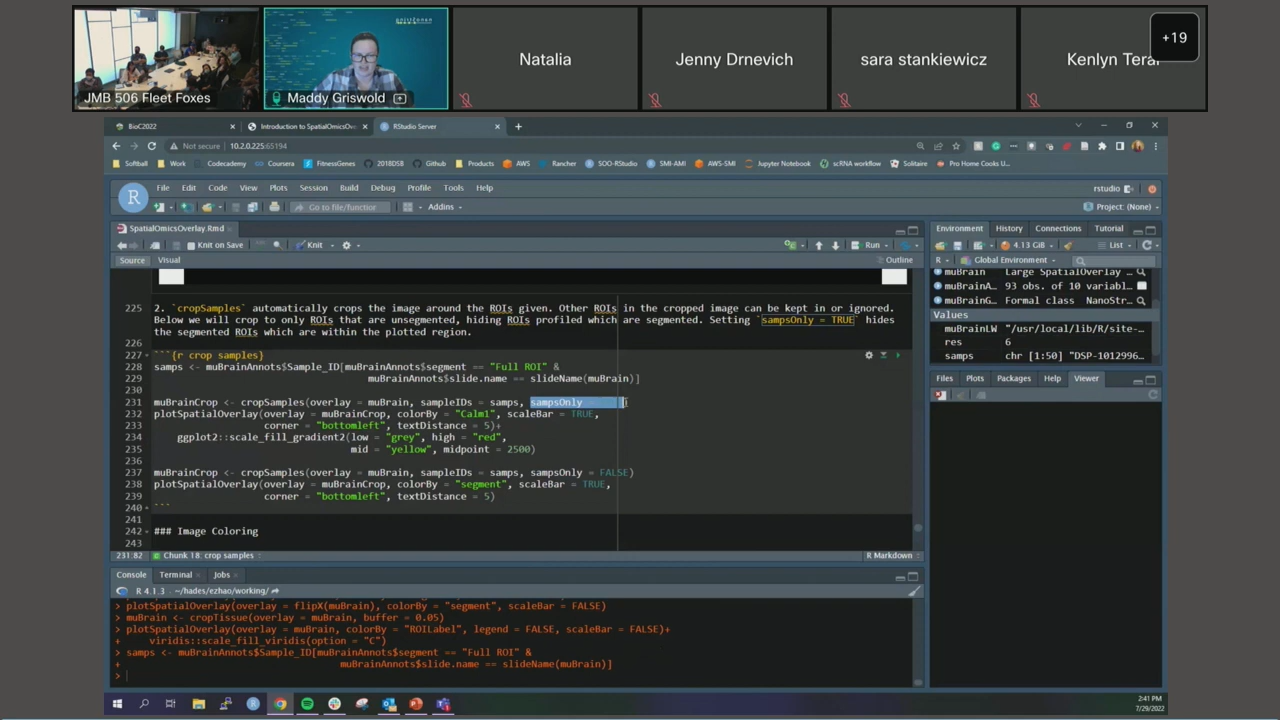 JMB 506 Fleet Foxes
Maddy Griswold
Natalia
Jenny Drnevich
sara stankiewicz
+19
BioC2022
Introduction to SpatialOmicsOve
RStudio Server
Not secure 10.2.0.225:65194
Softball
Work
Codecademy
Coursera
FitnessGenes
2018DSB
Github
Products
AWS
Rancher
SOO-RStudio
SMI-AMI
AWS-SMI
Jupyter Notebook
scRNA workflow
Solitaire
Pro Home Cooks U...
File Edit Code View Plots Session Build Debug Profile Tools Help
rstudio
Go to file/function
Addins
Project: (None)
SpatialOmicsOverlay.Rmd
Knit on Save
Knit
Run
Source Visual
Outline
225 2. `cropSamples` automatically crops the image around the ROIs given. Other ROIs in the cropped image can be kept in or ignored.
Below we will crop to only ROIs that are unsegmented, hiding ROIs profiled which are segmented. Setting `sampsOnly = TRUE` hides
the segmented ROIs which are within the plotted region.
226
227 ```{r crop samples}
228 samps <- muBrainAnnots$Sample_ID[muBrainAnnots$segment == "Full ROI" &
229 muBrainAnnots$slide.name == slideName(muBrain)]
230
231 muBrainCrop <- cropSamples(overlay = muBrain, sampleIDs = samps, sampsOnly
232 plotSpatialOverlay(overlay = muBrainCrop, colorBy = "Calm1", scaleBar = TRUE,
233 corner = "bottomleft", textDistance = 5)+
234 ggplot2::scale_fill_gradient2(low = "grey", high = "red",
235 mid = "yellow", midpoint = 2500)
236
237 muBrainCrop <- cropSamples(overlay = muBrain, sampleIDs = samps, sampsOnly = FALSE)
238 plotSpatialOverlay(overlay = muBrainCrop, colorBy = "segment", scaleBar = TRUE,
239 corner = "bottomleft", textDistance = 5)
240 ```
241
242 ### Image Coloring
243
231:82 Chunk 18: crop samples
R Markdown
Console Terminal Jobs
R 4.1.3 · ~/hades/ezhao/working/
> plotSpatialOverlay(overlay = flipX(muBrain), colorBy = "segment", scaleBar = FALSE)
> muBrain <- cropTissue(overlay = muBrain, buffer = 0.05)
> plotSpatialOverlay(overlay = muBrain, colorBy = "ROILabel", legend = FALSE, scaleBar = FALSE)+
+ viridis::scale_fill_viridis(option = "C")
> samps <- muBrainAnnots$Sample_ID[muBrainAnnots$segment == "Full ROI" &
+ muBrainAnnots$slide.name == slideName(muBrain)]
>
Environment History Connections Tutorial
4.13 GiB
List
R Global Environment
muBrain Large SpatialOverlay …
muBrainA… 93 obs. of 10 variabl…
muBrainG… Formal class NanoStr…
Values
muBrainLW "/usr/local/lib/R/site-
res 6
samps chr [1:50] "DSP-1012996…
Files Plots Packages Help Viewer
2:41 PM
7/29/2022